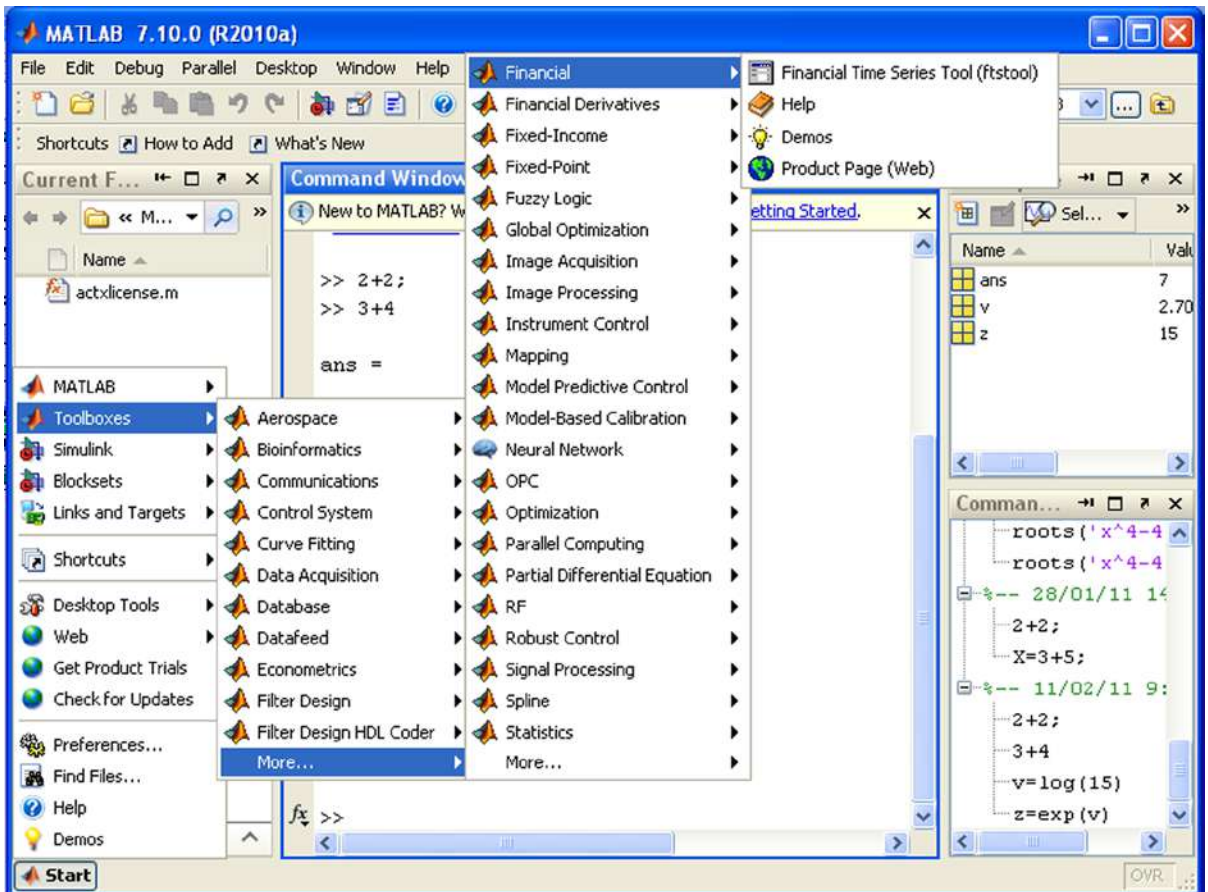 MATLAB 7.10.0 (R2010a)
File Edit Debug Parallel Desktop Window Help
Shortcuts How to Add What's New
Current F...
« M...
»
Name
actxlicense.m
Command Window
New to MATLAB? W
etting Started.
>> 2+2;
>> 3+4
ans =
fx >>
MATLAB
Toolboxes
Simulink
Blocksets
Links and Targets
Shortcuts
Desktop Tools
Web
Get Product Trials
Check for Updates
Preferences...
Find Files...
Help
Demos
Start
Aerospace
Bioinformatics
Communications
Control System
Curve Fitting
Data Acquisition
Database
Datafeed
Econometrics
Filter Design
Filter Design HDL Coder
More...
Financial
Financial Derivatives
Fixed-Income
Fixed-Point
Fuzzy Logic
Global Optimization
Image Acquisition
Image Processing
Instrument Control
Mapping
Model Predictive Control
Model-Based Calibration
Neural Network
OPC
Optimization
Parallel Computing
Partial Differential Equation
RF
Robust Control
Signal Processing
Spline
Statistics
More...
Financial Time Series Tool (ftstool)
Help
Demos
Product Page (Web)
Sel...
»
Name Valu
ans 7
v 2.70
z 15
Comman...
roots('x^4-4
roots('x^4-4
%-- 28/01/11 14
2+2;
X=3+5;
%-- 11/02/11 9:
2+2;
3+4
v=log(15)
z=exp(v)
OVR